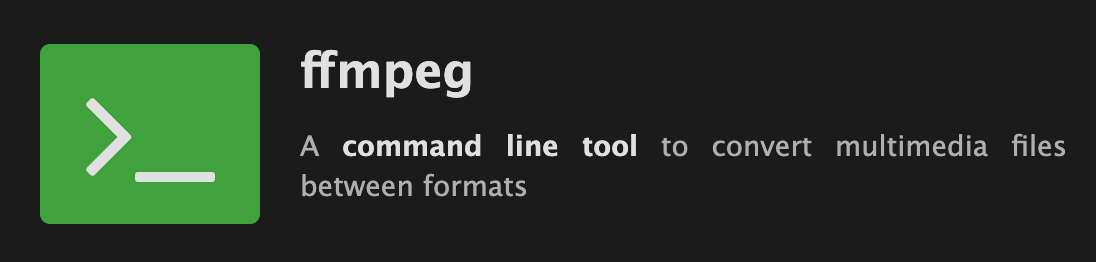 ffmpeg
A command line tool to convert multimedia files
between formats